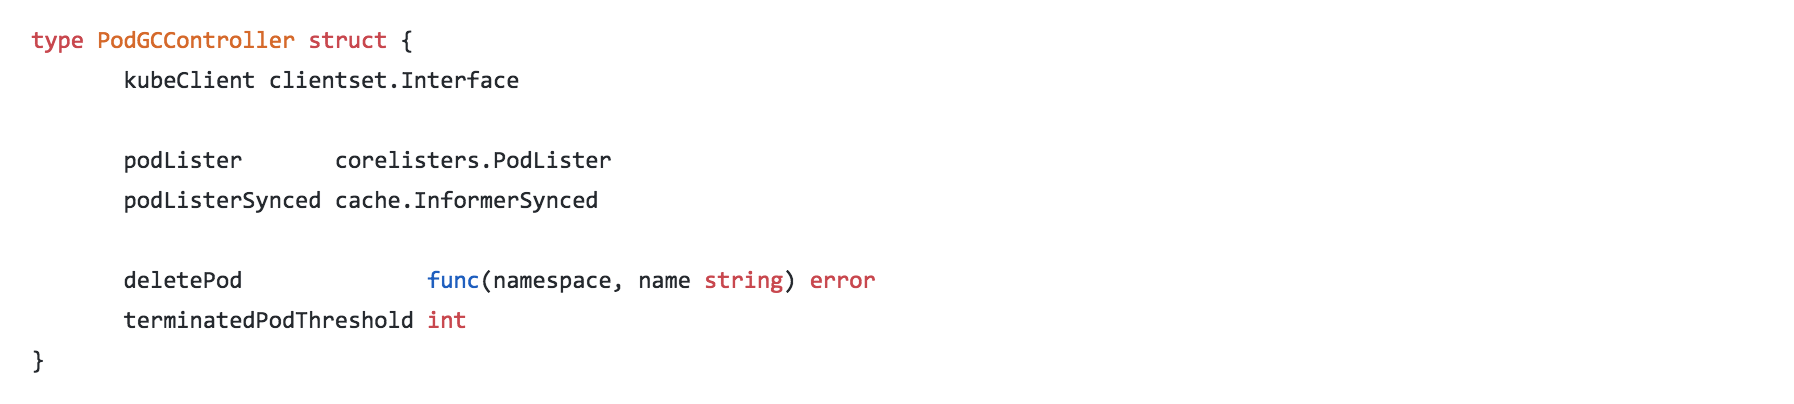 type PodGCController struct {
kubeClient clientset.Interface
podLister corelisters.PodLister
podListerSynced cache.InformerSynced
deletePod func(namespace, name string) error
terminatedPodThreshold int
}